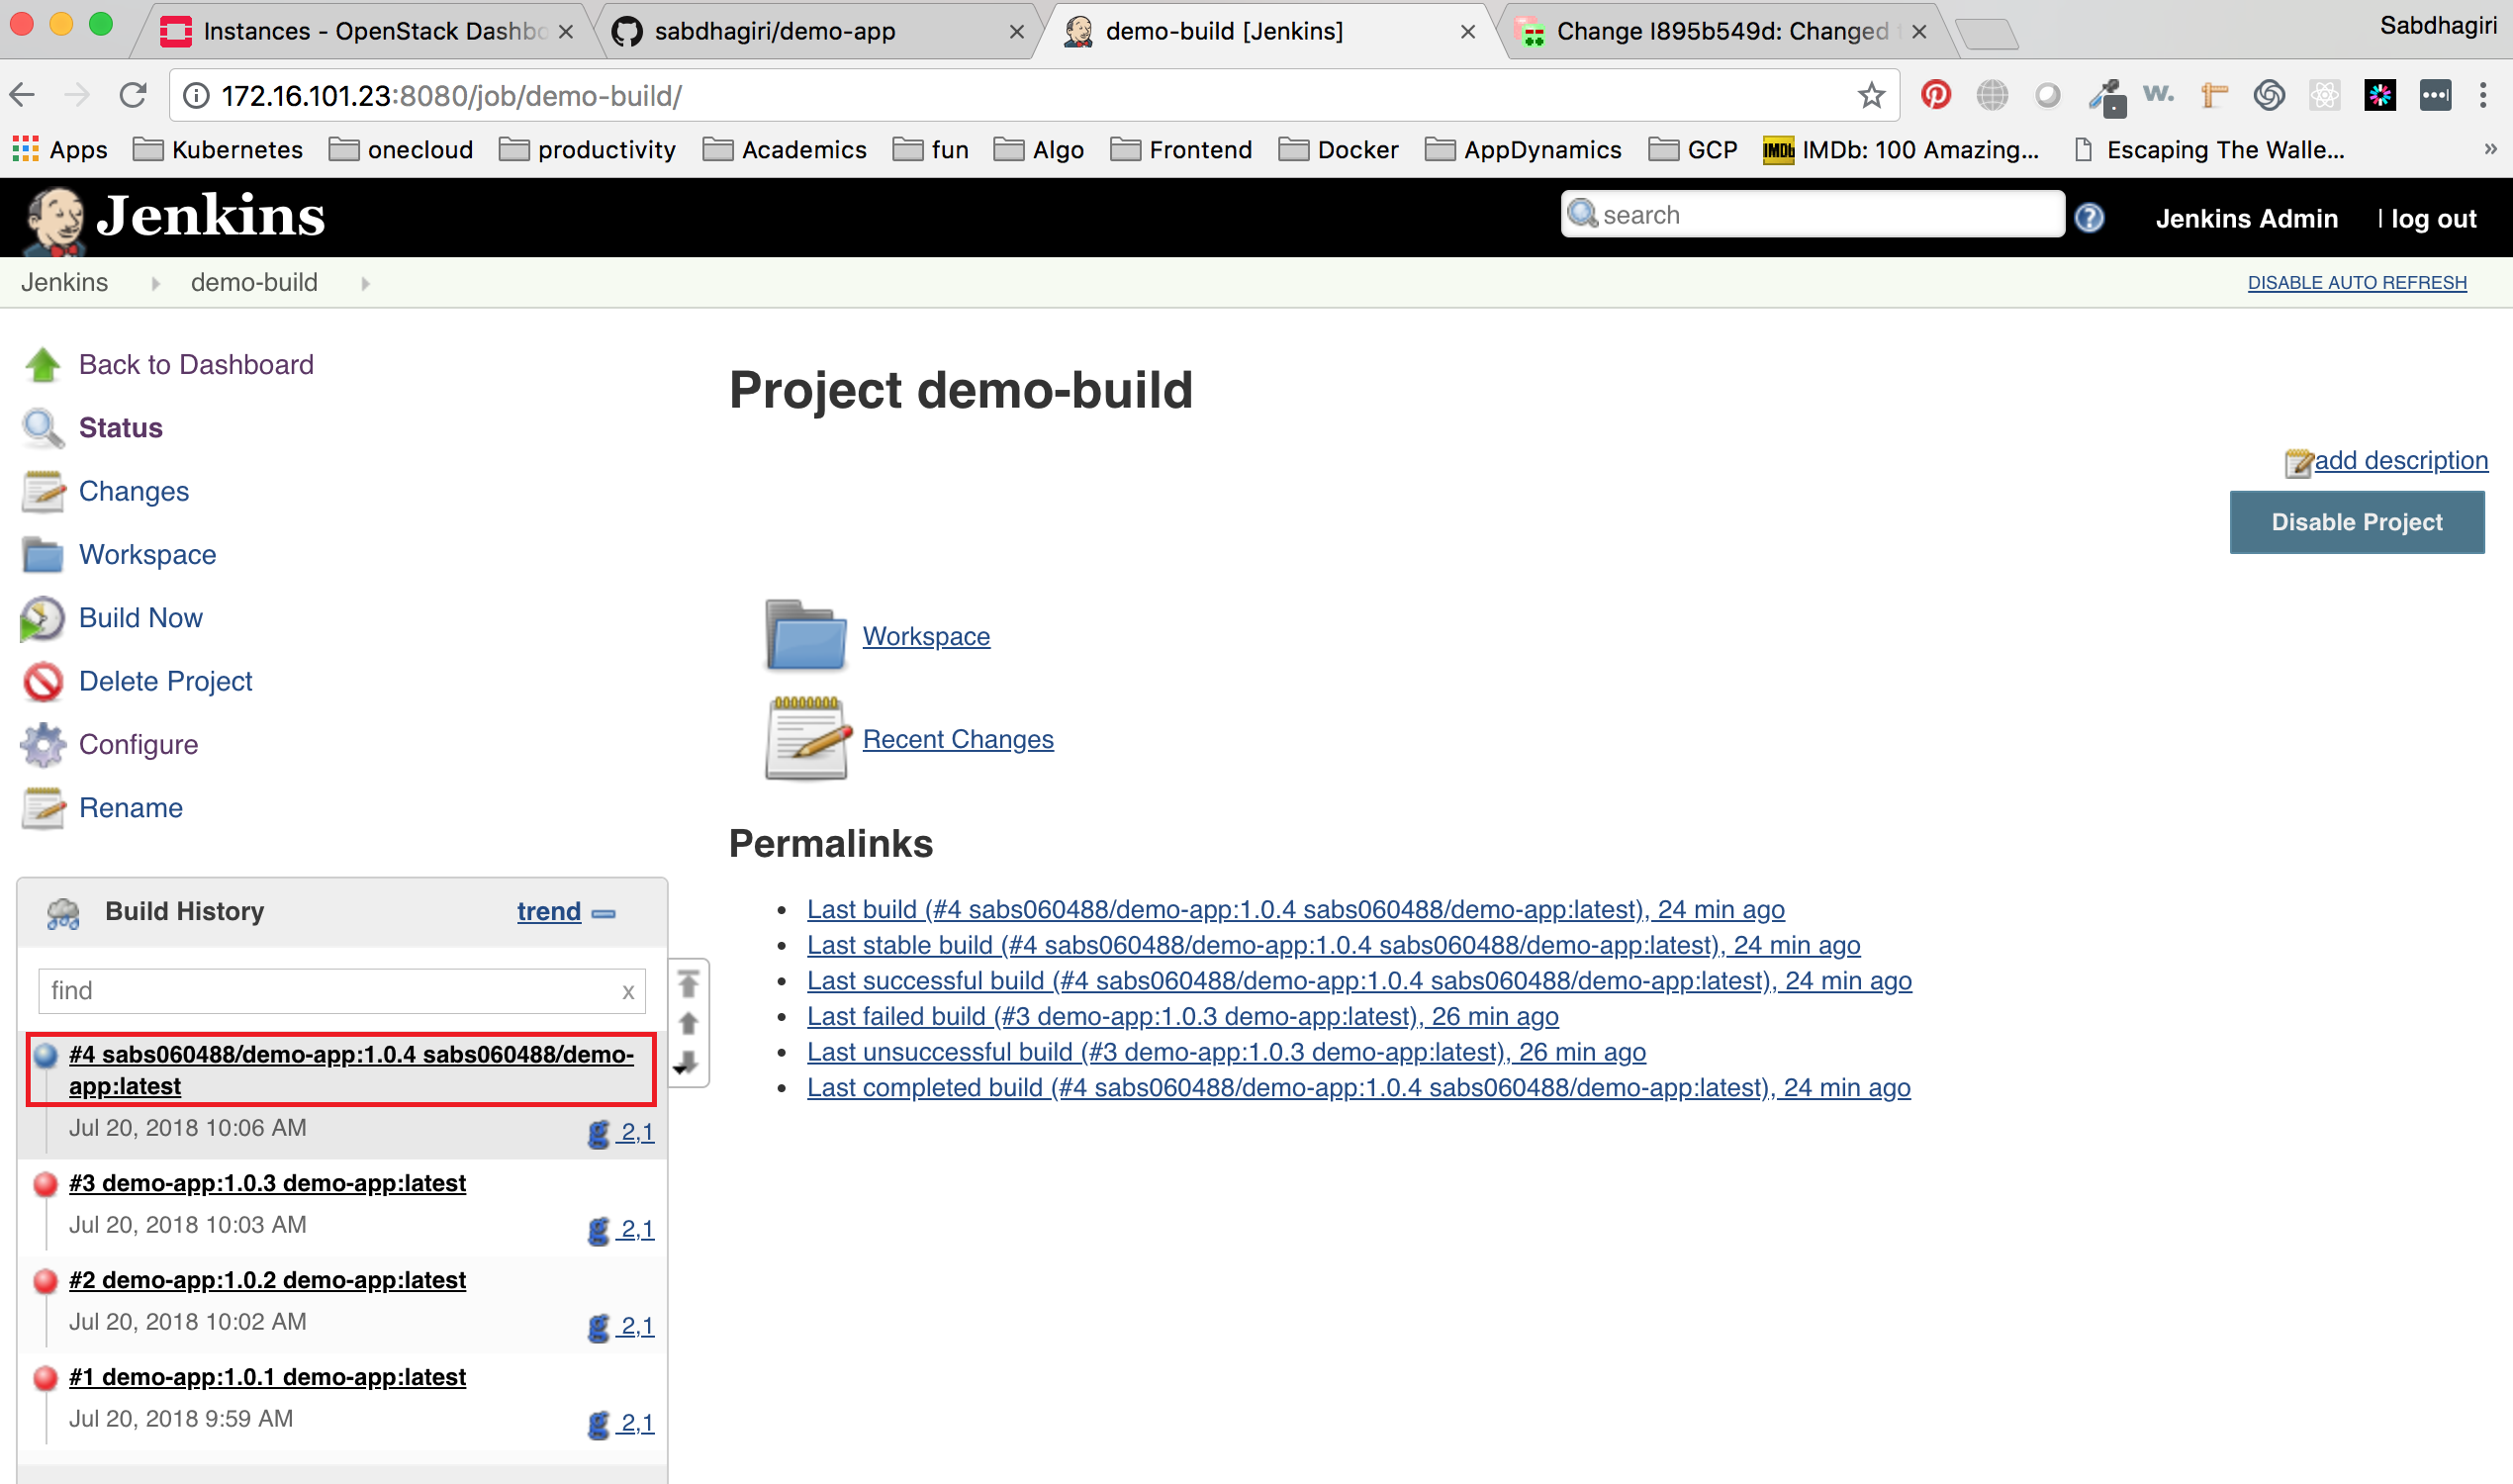 Instances - OpenStack Dashbo
sabdhagiri/demo-app
demo-build [Jenkins]
Change I895b549d: Changed
Sabdhagiri
172.16.101.23:8080/job/demo-build/
w.
Apps
Kubernetes
onecloud
productivity
Academics
fun
Algo
Frontend
Docker
AppDynamics
GCP
IMDb
IMDb: 100 Amazing...
Escaping The Walle...
»
Jenkins
search
?
Jenkins Admin
| log out
Jenkins
demo-build
DISABLE AUTO REFRESH
Back to Dashboard
Status
Changes
Workspace
Build Now
Delete Project
Configure
Rename
Project demo-build
add description
Disable Project
Workspace
Recent Changes
Permalinks
• Last build (#4 sabs060488/demo-app:1.0.4 sabs060488/demo-app:latest), 24 min ago
• Last stable build (#4 sabs060488/demo-app:1.0.4 sabs060488/demo-app:latest), 24 min ago
• Last successful build (#4 sabs060488/demo-app:1.0.4 sabs060488/demo-app:latest), 24 min ago
• Last failed build (#3 demo-app:1.0.3 demo-app:latest), 26 min ago
• Last unsuccessful build (#3 demo-app:1.0.3 demo-app:latest), 26 min ago
• Last completed build (#4 sabs060488/demo-app:1.0.4 sabs060488/demo-app:latest), 24 min ago
Build History
trend
find
x
#4 sabs060488/demo-app:1.0.4 sabs060488/demo-
app:latest
Jul 20, 2018 10:06 AM
g 2,1
#3 demo-app:1.0.3 demo-app:latest
Jul 20, 2018 10:03 AM
g 2,1
#2 demo-app:1.0.2 demo-app:latest
Jul 20, 2018 10:02 AM
g 2,1
#1 demo-app:1.0.1 demo-app:latest
Jul 20, 2018 9:59 AM
g 2,1